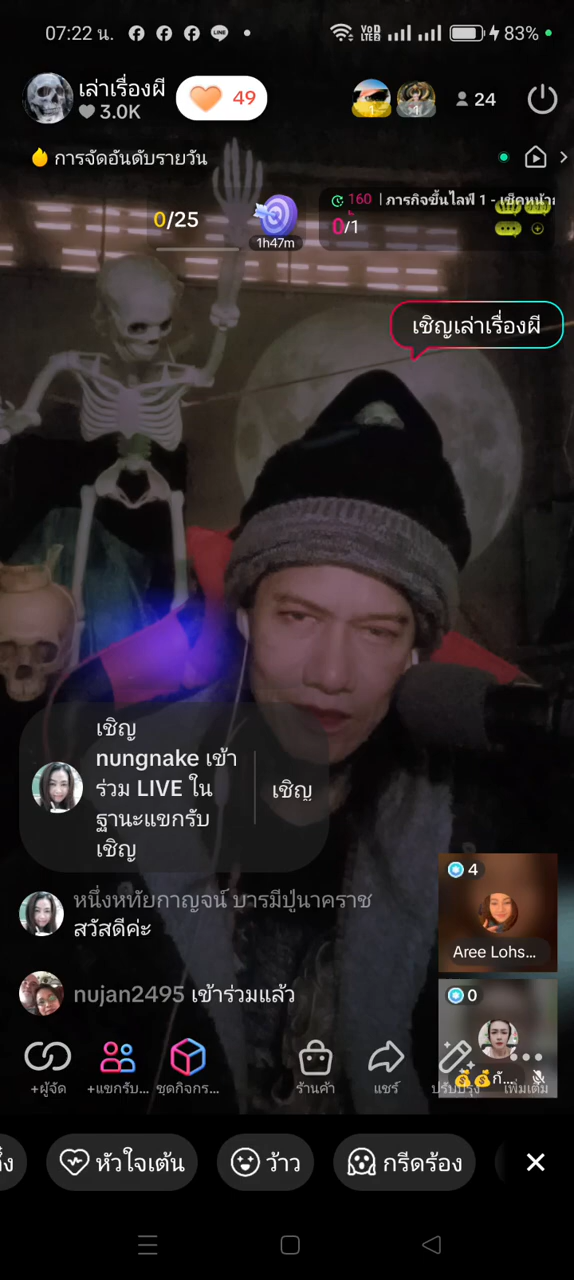 07:22 น.
VoD LTEB
83%
เล่าเรื่องผี
3.0K
49
1
4
24
การจัดอันดับรายวัน
0/25
1h47m
160 | ภารกิจขึ้นไลฟ์ 1 -
0/1
เชิญเล่าเรื่องผี
เชิญ
nungnake เข้า
ร่วม LIVE ใน
ฐานะแขกรับ
เชิญ
เชิญ
หนึ่งหทัยกาญจน์ บารมีปู่นาคราช
สวัสดีค่ะ
nujan2495 เข้าร่วมแล้ว
4
Aree Lohs...
0
+ผู้จัด
+แขกรับ...
ชุดกิจกร...
ร้านค้า
แชร์
ปรับปรุง
เพิ่มเติม
หัวใจเต้น
ว้าว
กรีดร้อง